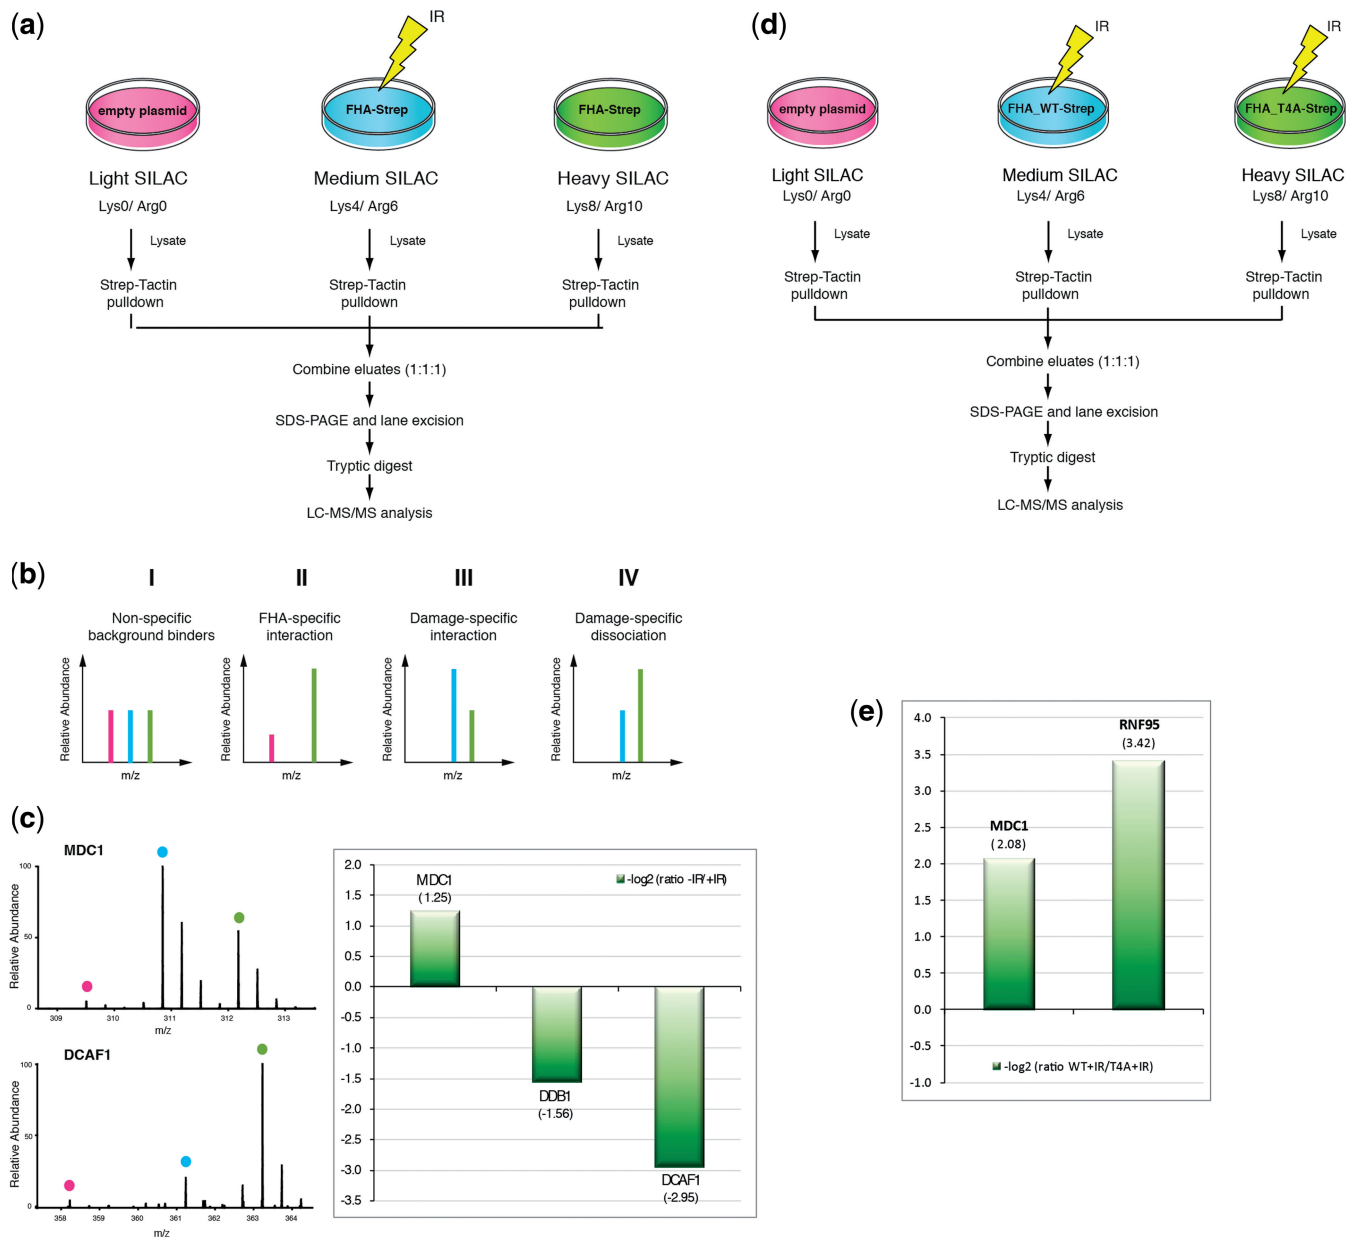 (a)
IR
empty plasmid
FHA-Strep
FHA-Strep
Light SILAC
Medium SILAC
Heavy SILAC
Lys0/ Arg0
Lys4/ Arg6
Lys8/ Arg10
Lysate
Lysate
Lysate
Strep-Tactin
pulldown
Strep-Tactin
pulldown
Strep-Tactin
pulldown
Combine eluates (1:1:1)
SDS-PAGE and lane excision
Tryptic digest
LC-MS/MS analysis
(d)
IR
IR
empty plasmid
FHA_WT-Strep
FHA_T4A-Strep
Light SILAC
Medium SILAC
Heavy SILAC
Lys0/ Arg0
Lys4/ Arg6
Lys8/ Arg10
Lysate
Lysate
Lysate
Strep-Tactin
pulldown
Strep-Tactin
pulldown
Strep-Tactin
pulldown
Combine eluates (1:1:1)
SDS-PAGE and lane excision
Tryptic digest
LC-MS/MS analysis
(b)
I
II
III
IV
Non-specific
background binders
FHA-specific
interaction
Damage-specific
interaction
Damage-specific
dissociation
Relative Abundance
m/z
Relative Abundance
m/z
Relative Abundance
m/z
Relative Abundance
m/z
(c)
MDC1
Relative Abundance
100
50
0
309
310
311
312
313
m/z
DCAF1
Relative Abundance
100
50
0
358
359
360
361
362
363
364
m/z
2.0
1.5
1.0
0.5
0.0
-0.5
-1.0
-1.5
-2.0
-2.5
-3.0
-3.5
-log2 (ratio -IR/+IR)
MDC1
(1.25)
DDB1
(-1.56)
DCAF1
(-2.95)
(e)
4.0
3.5
3.0
2.5
2.0
1.5
1.0
0.5
0.0
-0.5
-1.0
RNF95
(3.42)
MDC1
(2.08)
-log2 (ratio WT+IR/T4A+IR)